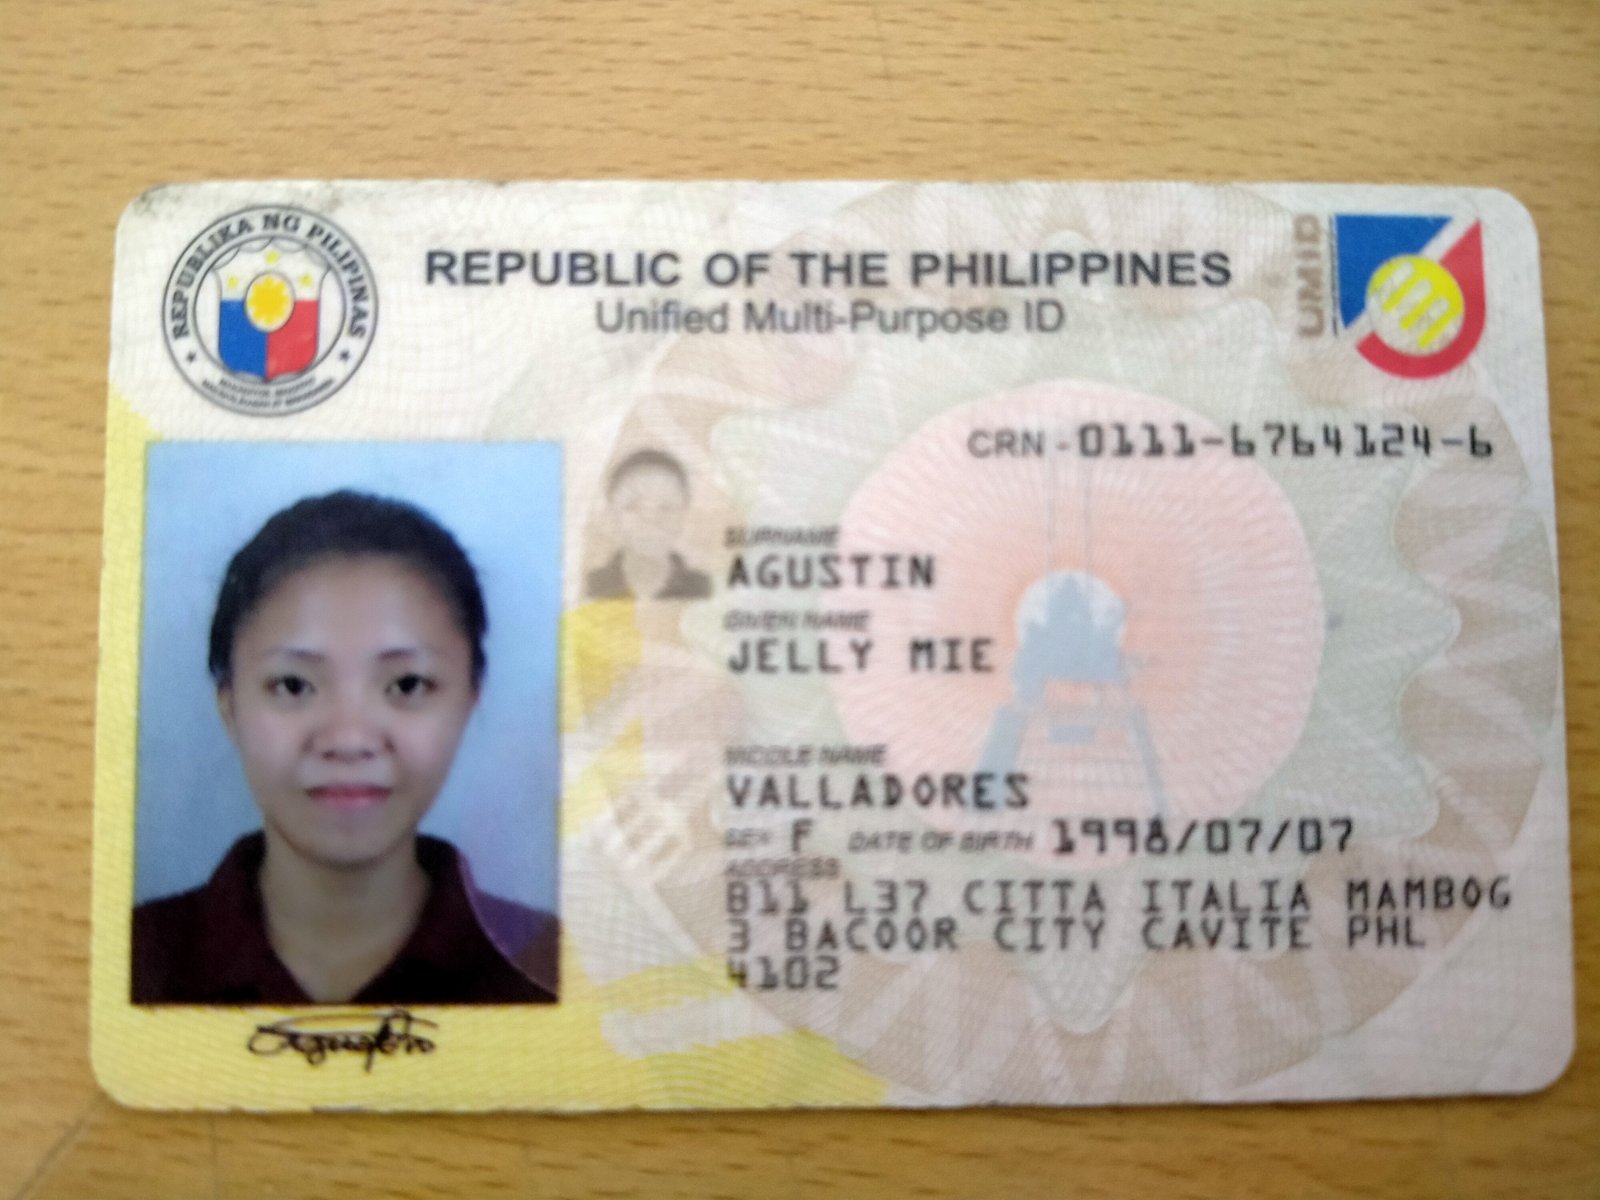 REPUBLIKA NG PILIPINAS
REPUBLIC OF THE PHILIPPINES
Unified Multi-Purpose ID
UMID
CRN - 0111-6764124-6
SURNAME
AGUSTIN
GIVEN NAME
JELLY MIE
MIDDLE NAME
VALLADORES
SEX F DATE OF BIRTH 1998/07/07
ADDRESS
B11 L37 CITTA ITALIA MAMBOG
3 BACOOR CITY CAVITE PHL
4102